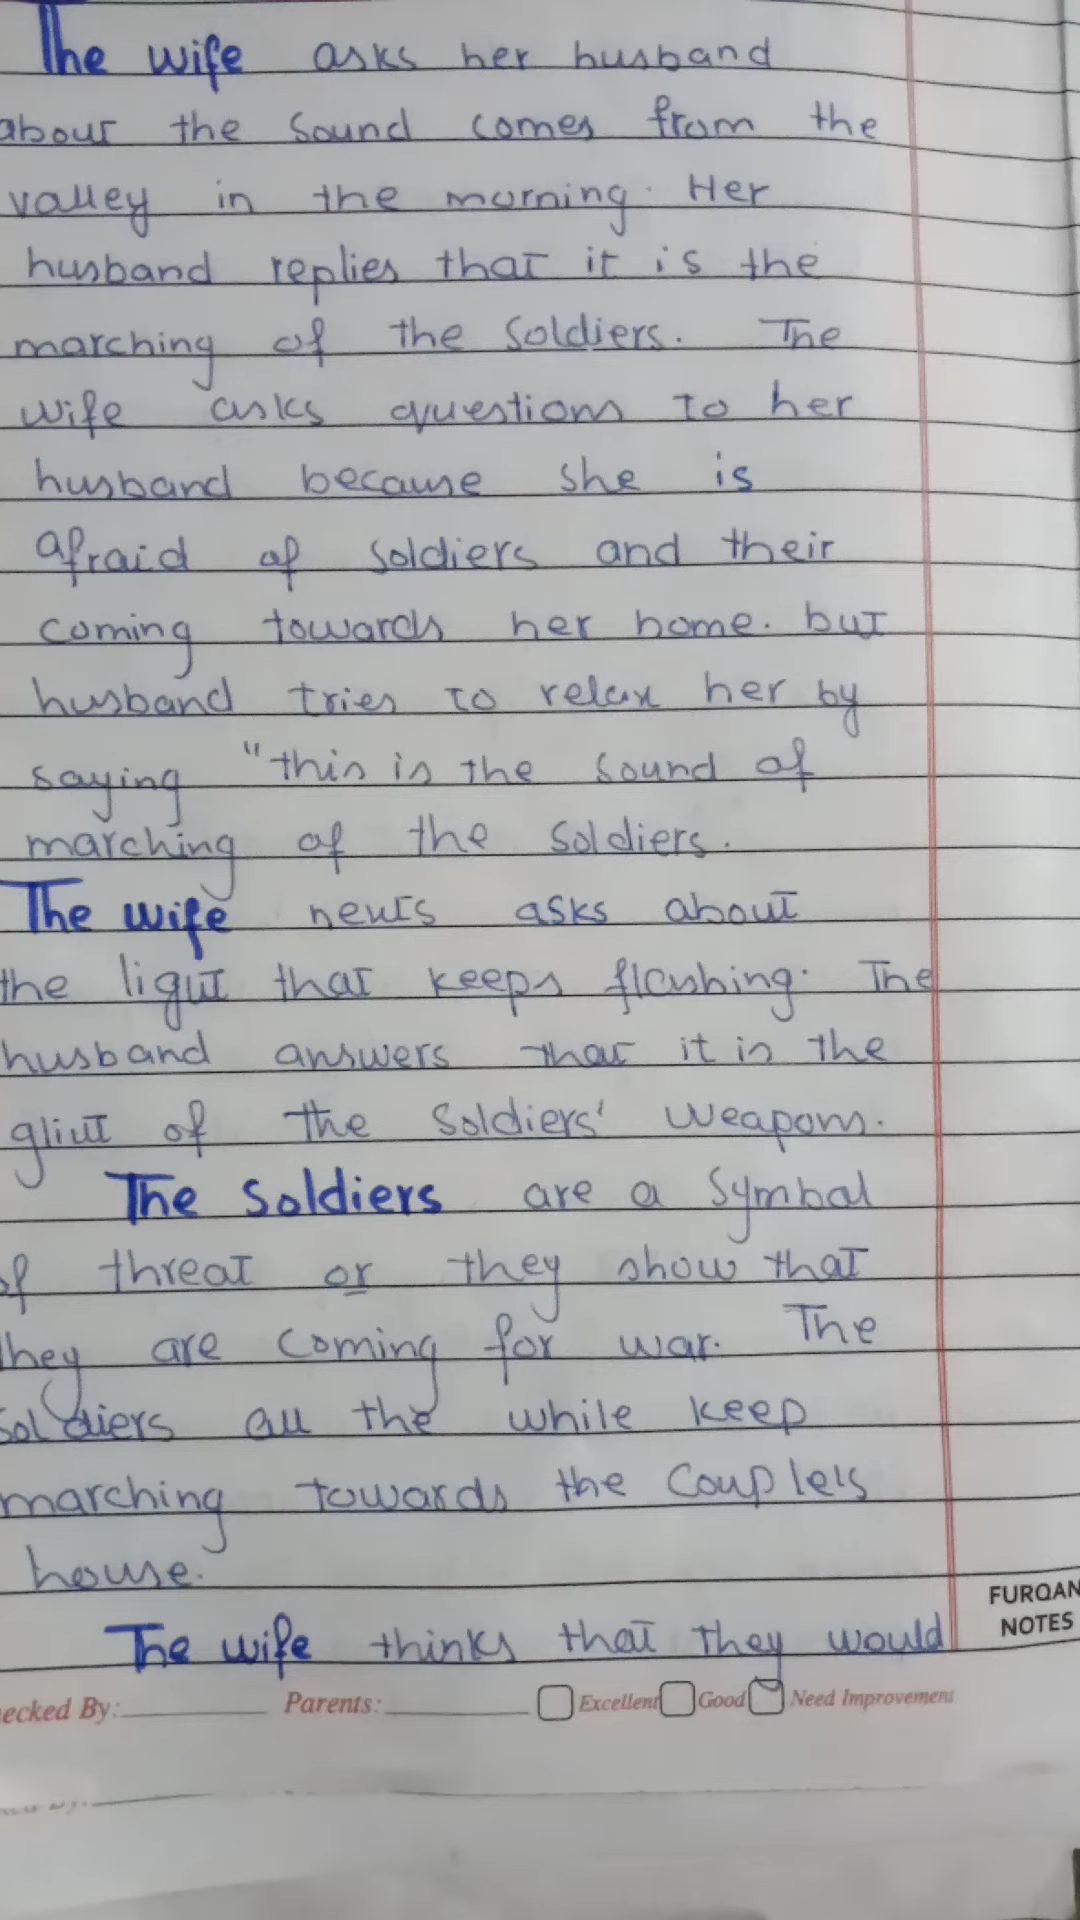 The wife asks her husband
about the sound comes from the
valley in the morning. Her
husband replies that it is the
marching of the soldiers. The
wife asks questions to her
husband because she is
afraid of soldiers and their
coming towards her home. but
husband tries to relax her by
saying "this is the sound of
marching of the soldiers.
The wife next asks about
the light that keeps flashing. The
husband answers that it is the
glint of the soldiers' weapons.
The Soldiers are a symbol
of threat or they show that
they are coming for war. The
soldiers all the while keep
marching towards the couple's
house.
The wife thinks that they would
FURQAN
NOTES
ecked By: Parents: Excellent Good Need Improvement